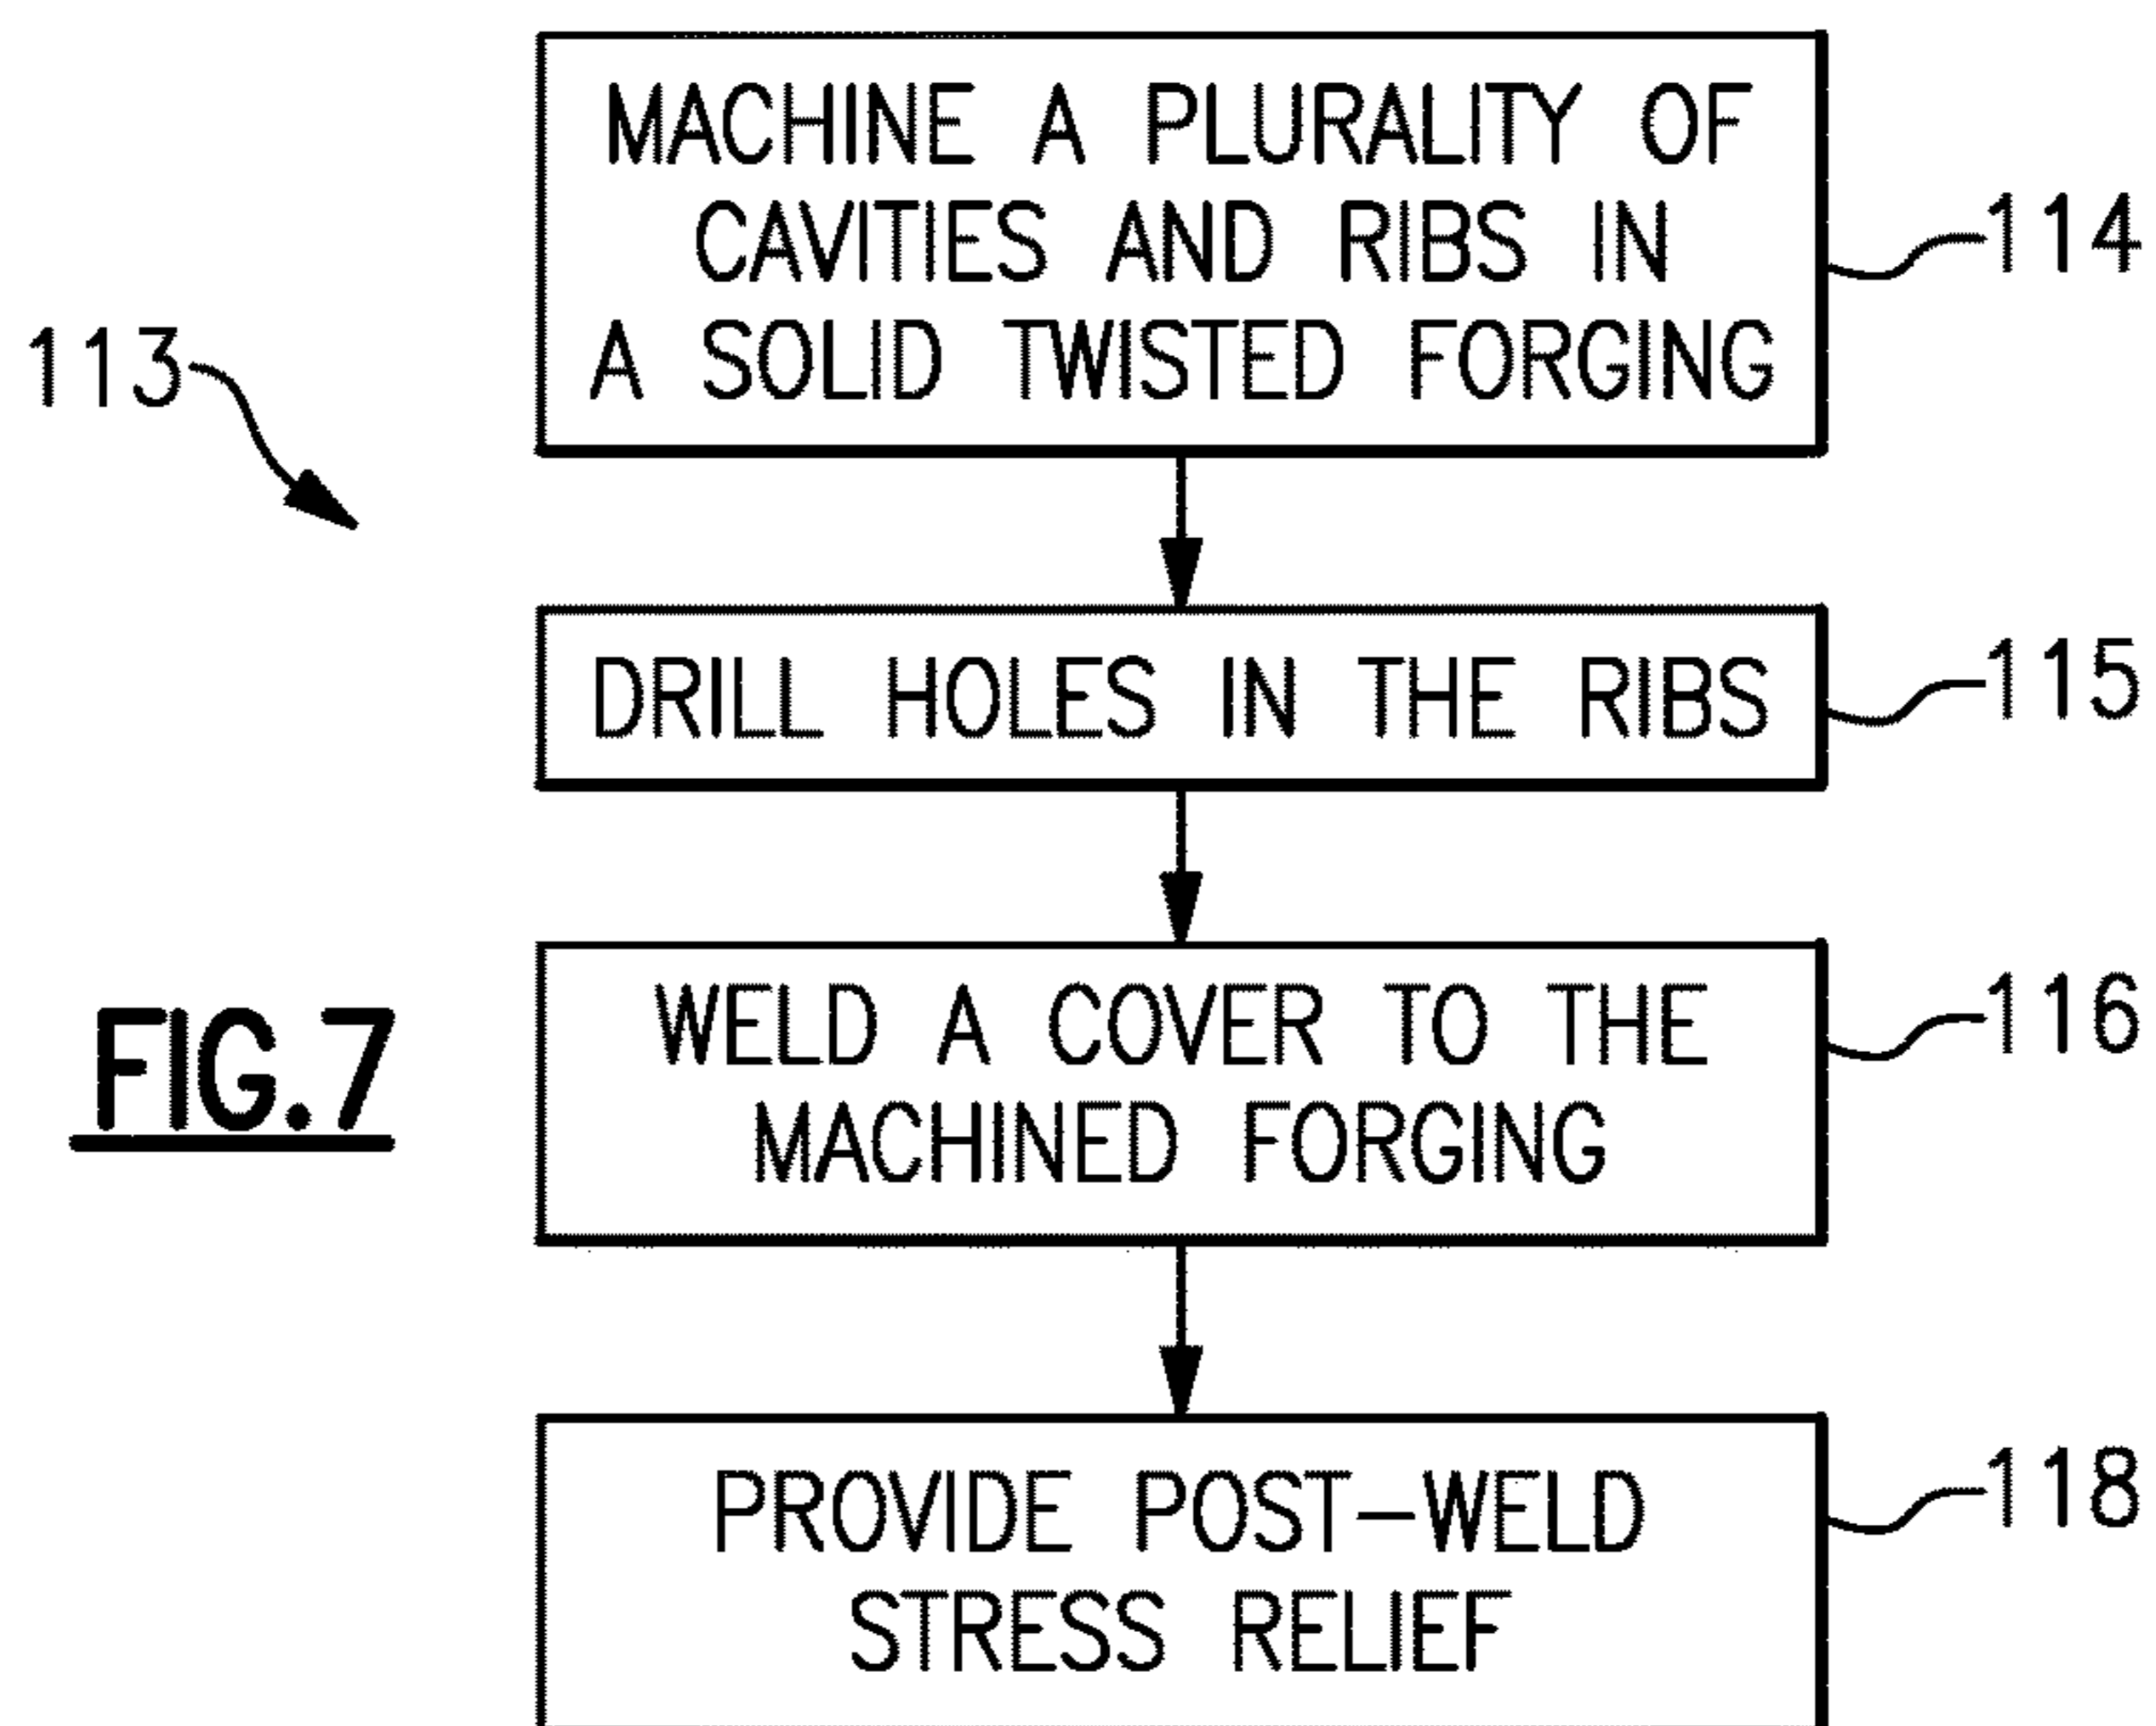 MACHINE A PLURALITY OF
CAVITIES AND RIBS IN
A SOLID TWISTED FORGING
114
113
DRILL HOLES IN THE RIBS
115
WELD A COVER TO THE
MACHINED FORGING
116
FIG.7
PROVIDE POST-WELD
STRESS RELIEF
118